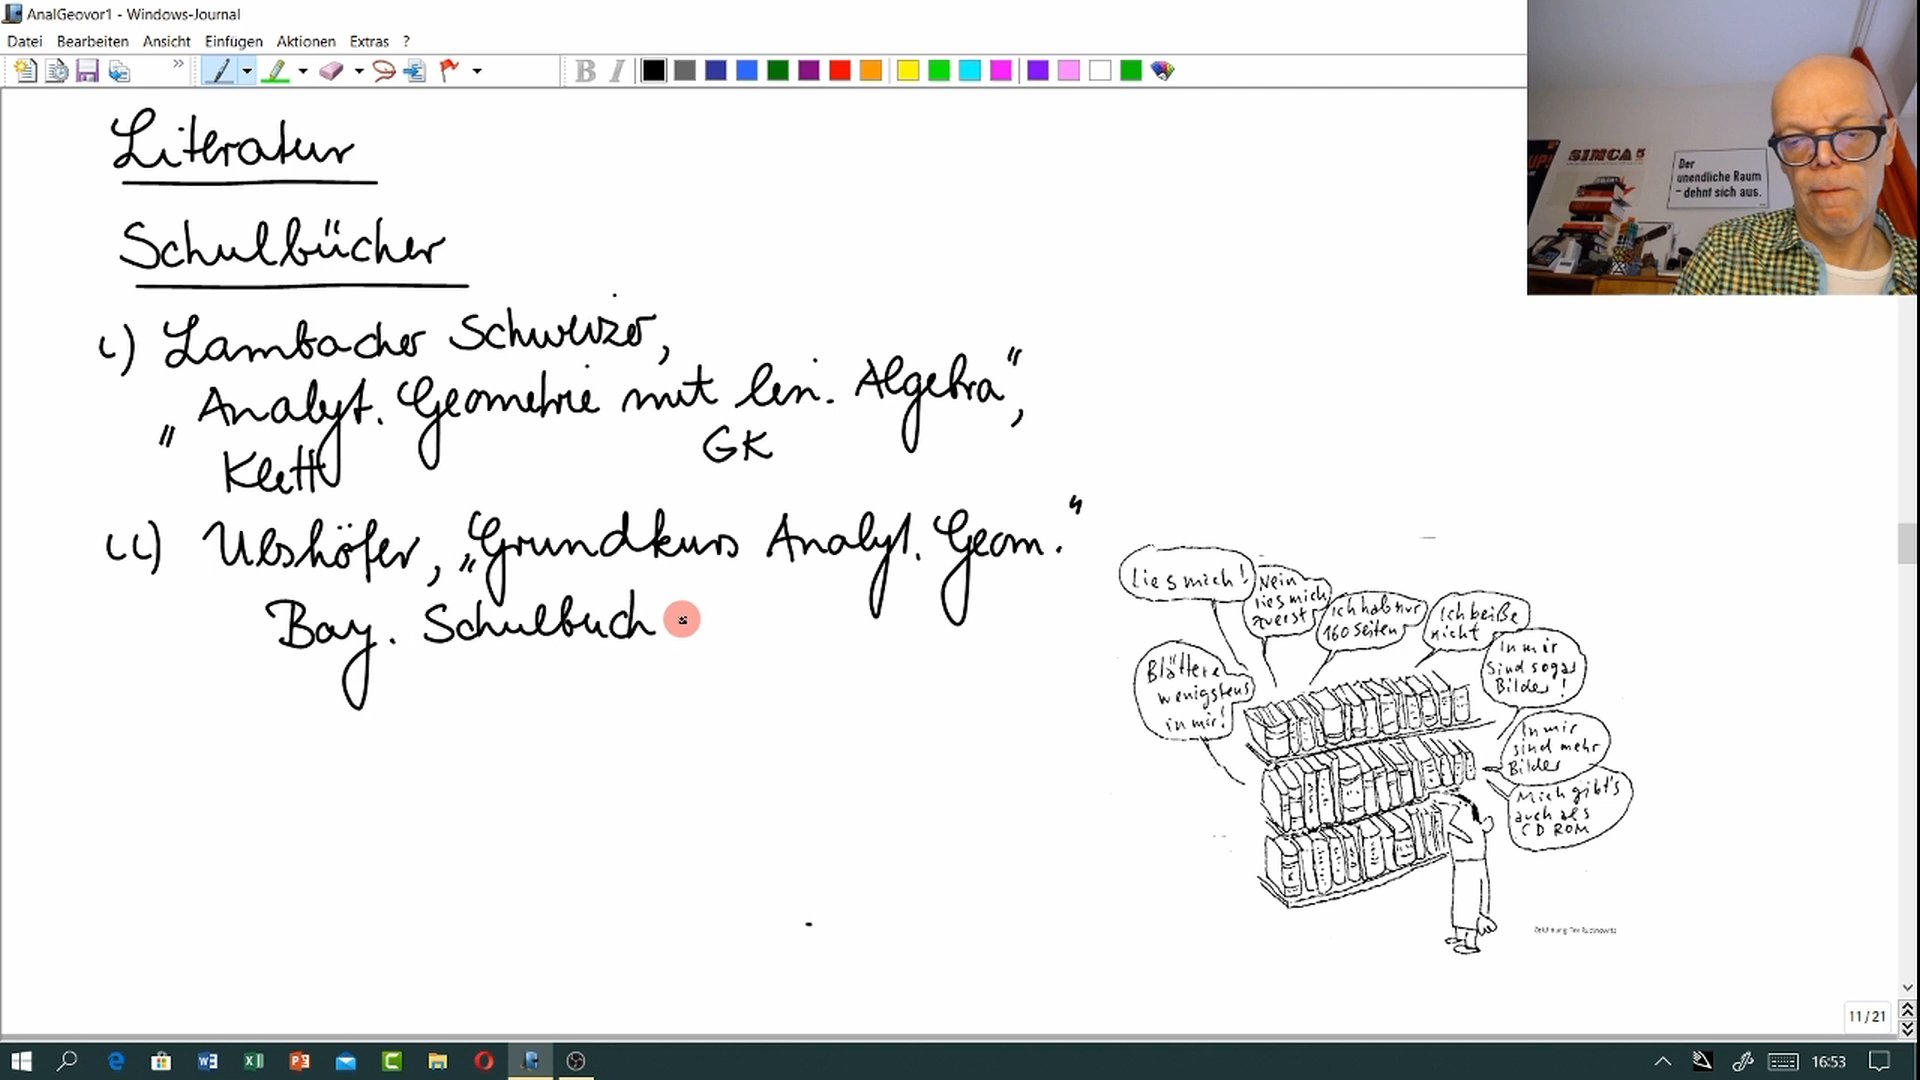 AnalGeovor1 - Windows-Journal
Datei Bearbeiten Ansicht Einfügen Aktionen Extras ?
B I
Literatur
Schulbücher
i) Lambacher Schweizer,
„Analyt. Geometrie mit lin. Algebra“,
GK
Klett
ii) Ulshöfer, „Grundkurs Analyt. Geom.“
Bay. Schulbuch
SIMCA 5
Der
unendliche Raum
– dehnt sich aus.
Lies mich!
Nein
lies mich
zuerst
Ich hab nur
160 Seiten
Ich beiße
nicht
In mir
sind sogar
Bilder!
Blättere
wenigstens
in mir!
In mir
sind mehr
Bilder
Mich gibt's
auch als
CD ROM
11 / 21
16:53